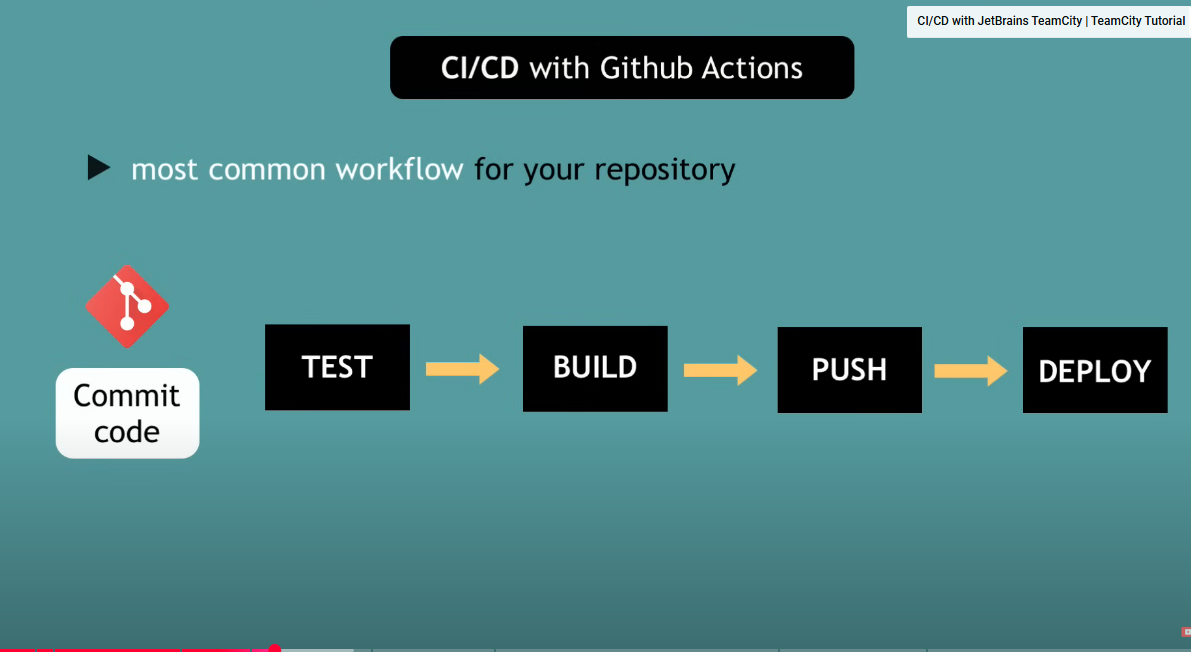 CI/CD with JetBrains TeamCity | TeamCity Tutorial
CI/CD with Github Actions
most common workflow for your repository
Commit
code
TEST
BUILD
PUSH
DEPLOY